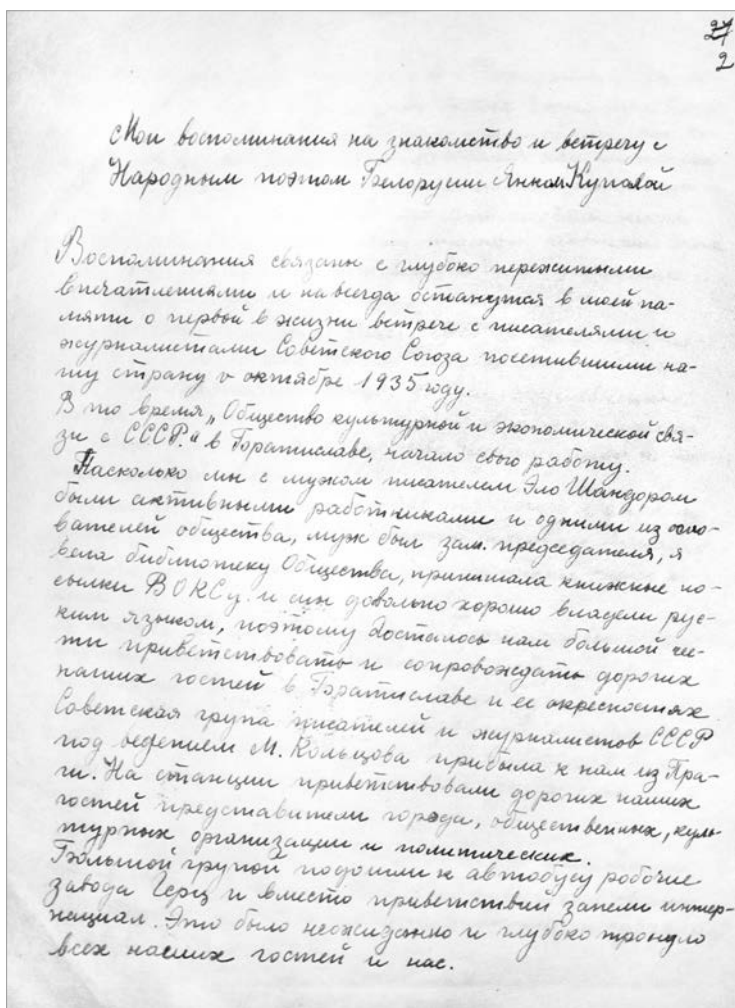 27
2
Мои воспоминания на знакомство и встречу с
Народным поэтом Белоруссии Янком Купалой
Воспоминания связаны с глубоко пережитыми
впечатлениями и навсегда останутся в моей па-
мяти о первой в жизни встрече с писателями и
журналистами Советского Союза посетившими на-
шу страну в октябре 1935 году.
В то время „Общество культурной и экономической свя-
зи с СССР." в Братиславе, начало свою работу.
Насколько мы с мужом писателем Эло Шандором
были активными работниками и одними из осно-
вателей общества, муж был зам. председателя, я
вела библиотеку Общества, принимала книжные по-
сылки ВОКСу. и мы довольно хорошо владели рус-
ким языком, поэтому досталось нам большой чес-
ти приветствовать и сопровождать дорогих
наших гостей в Братиславе и ее окрестностях.
Советская група писателей и журналистов СССР
под ведением М. Кольцова прибыла к нам из Пра-
ги. На станции приветствовали дорогих наших
гостей представители города, общественных, куль-
турных организации и политических.
Большой групой подошли к автобусу рабочие
завода Герц и вместо приветствий запели интер-
национал. Это было неожиданно и глубоко тронуло
всех наших гостей и нас.